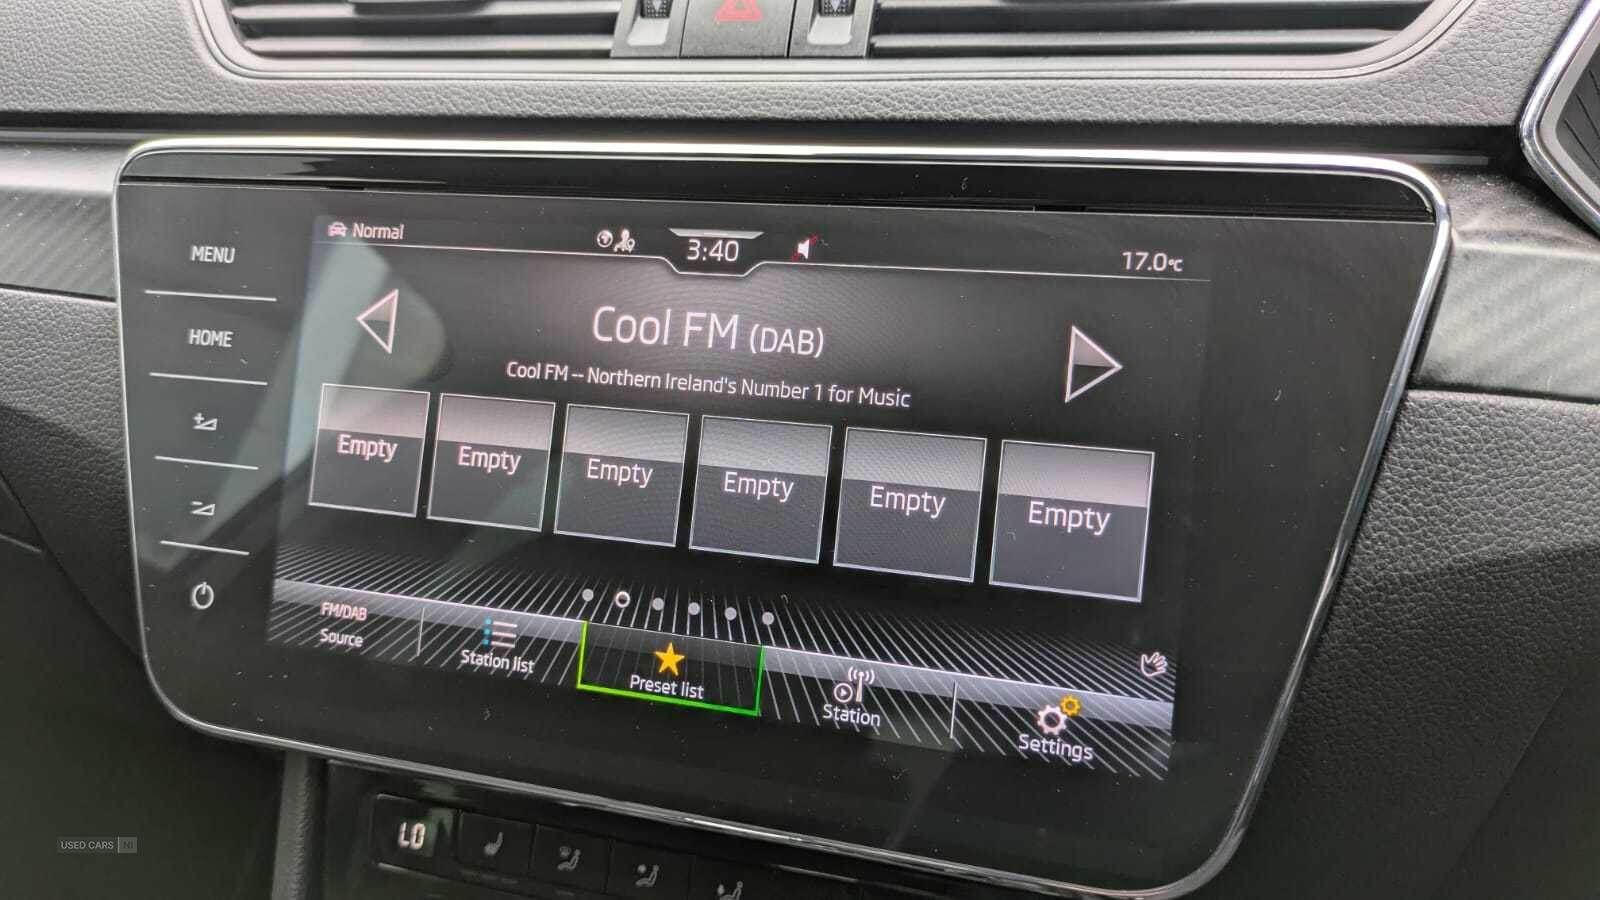 Normal
3:40
17.0°C
MENU
HOME
Cool FM (DAB)
Cool FM -- Northern Ireland's Number 1 for Music
Empty
Empty
Empty
Empty
Empty
Empty
FM/DAB
Source
Station list
Preset list
Station
Settings
LO
USED CARS NI